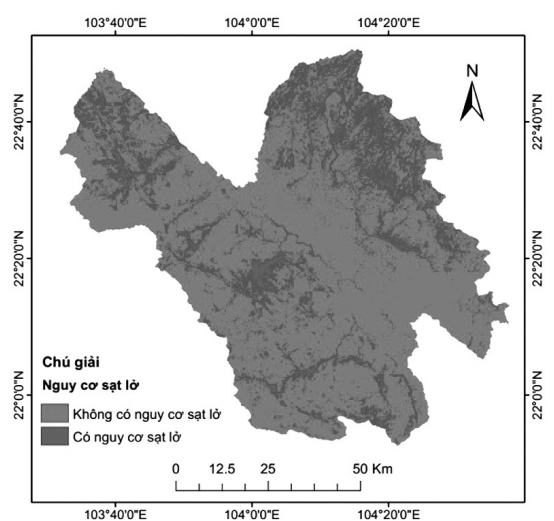 103°40'0"E 104°0'0"E 104°20'0"E
N
22°40'0"N 22°40'0"N
22°20'0"N 22°20'0"N
22°0'0"N 22°0'0"N
Chú giải
Nguy cơ sạt lở
Không có nguy cơ sạt lở
Có nguy cơ sạt lở
0 12.5 25 50 Km
103°40'0"E 104°0'0"E 104°20'0"E